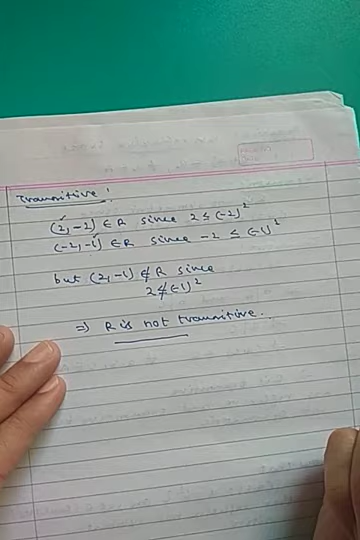 Transitive :
(2, -2) ∈ R since 2 ≤ (-2)²
(-2, -1) ∈ R since -2 ≤ (-1)²
but (2, -1) ∉ R since
2 ≰ (-1)²
⇒ R is not transitive.